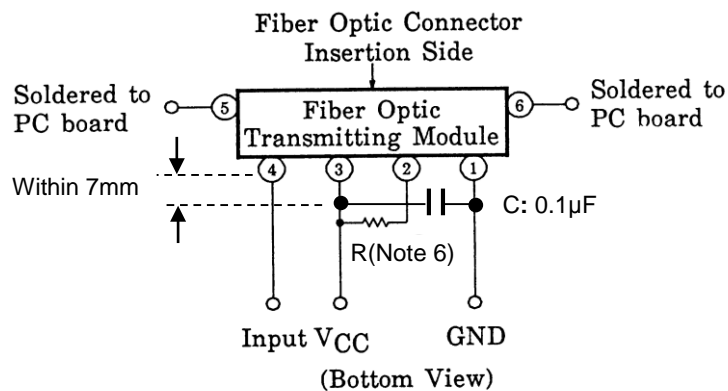 Fiber Optic Connector
Insertion Side
Soldered to
PC board
5
Fiber Optic
Transmitting Module
6
Soldered to
PC board
4
3
2
1
Within 7mm
C: 0.1µF
R(Note 6)
Input VCC
GND
(Bottom View)